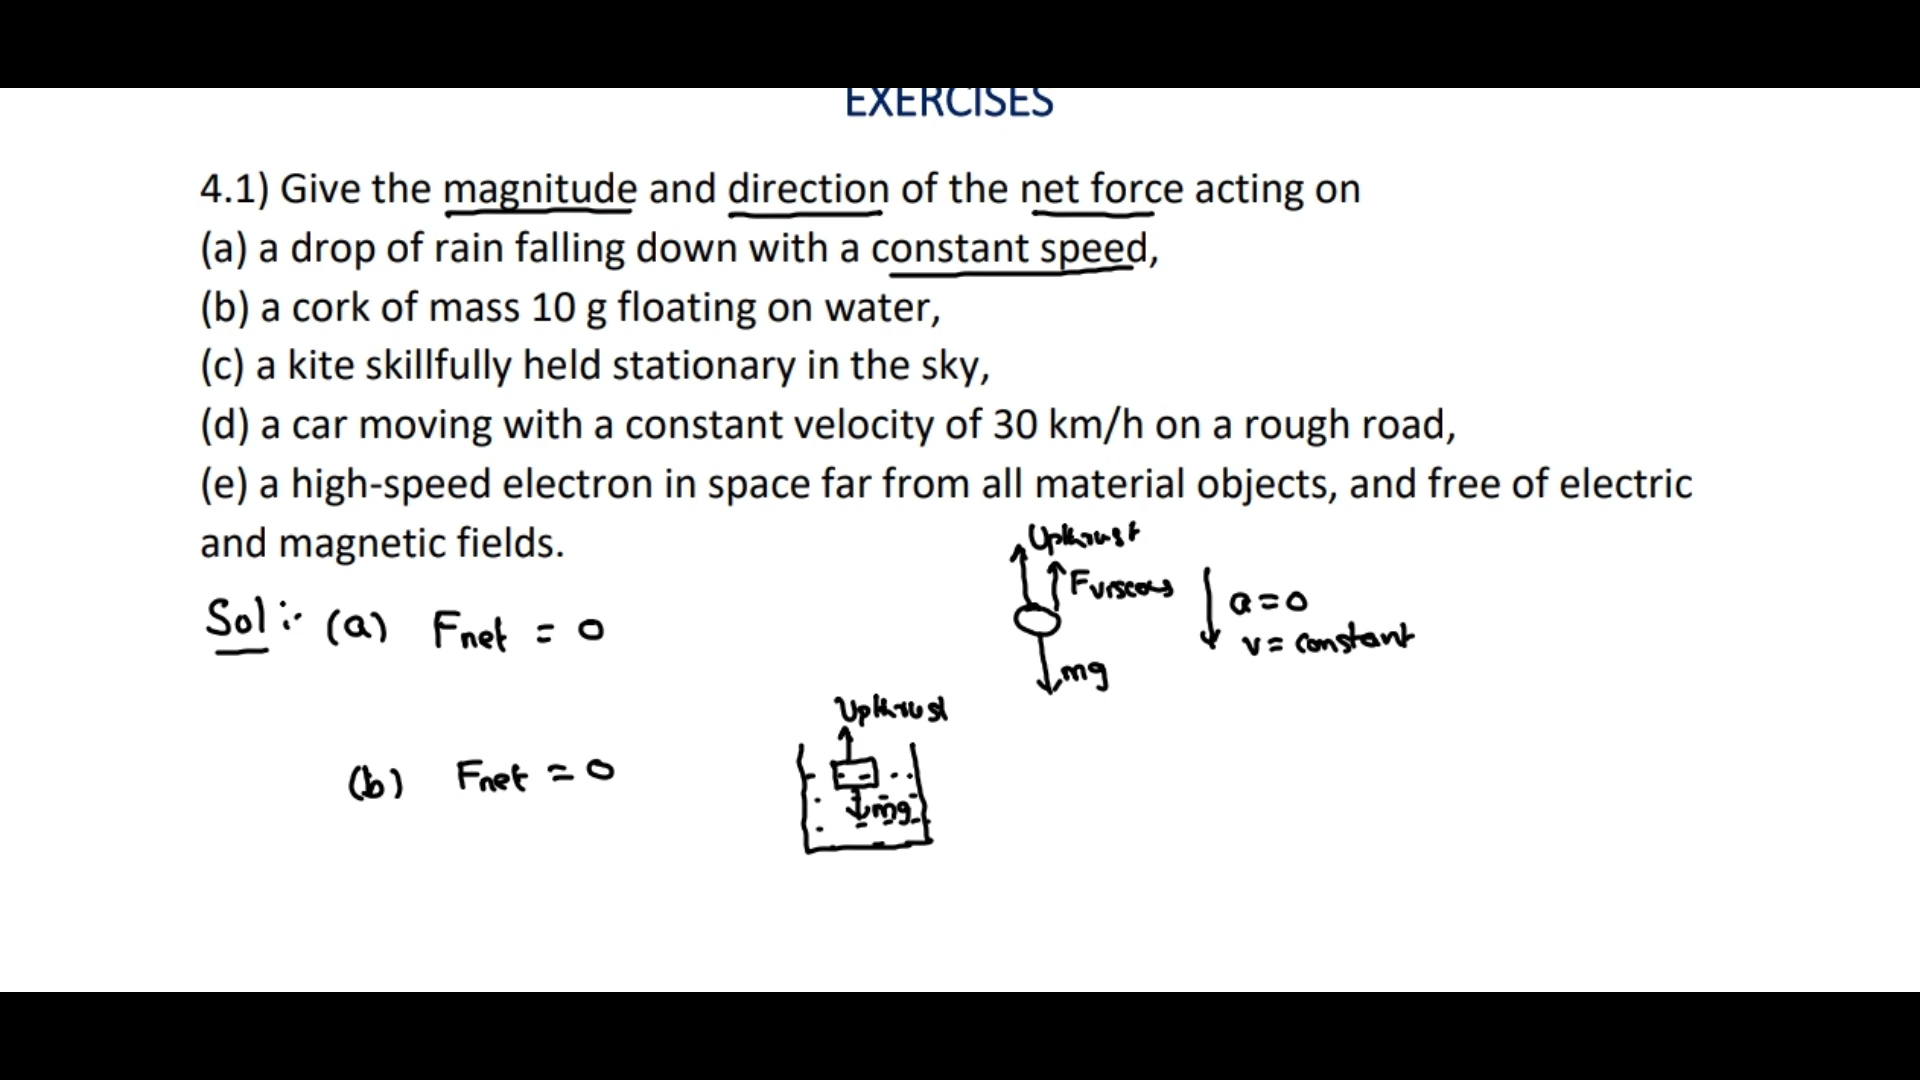 EXERCISES
4.1) Give the magnitude and direction of the net force acting on
(a) a drop of rain falling down with a constant speed,
(b) a cork of mass 10 g floating on water,
(c) a kite skillfully held stationary in the sky,
(d) a car moving with a constant velocity of 30 km/h on a rough road,
(e) a high-speed electron in space far from all material objects, and free of electric
and magnetic fields.
Upthrust
Fviscous
a = 0
Sol :- (a) Fnet = 0
v = constant
mg
Upthrust
(b) Fnet = 0
mg